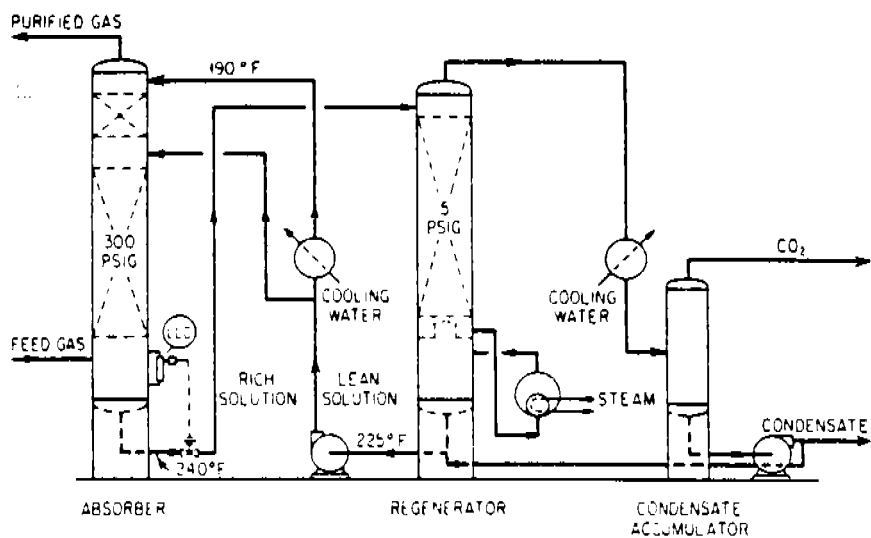 PURIFIED GAS
190°F
5
PSIG
300
PSIG
CO2
COOLING
WATER
COOLING
WATER
FEED GAS
RICH
SOLUTION
LEAN
SOLUTION
STEAM
CONDENSATE
225°F
240°F
ABSORBER
REGENERATOR
CONDENSATE
ACCUMULATOR